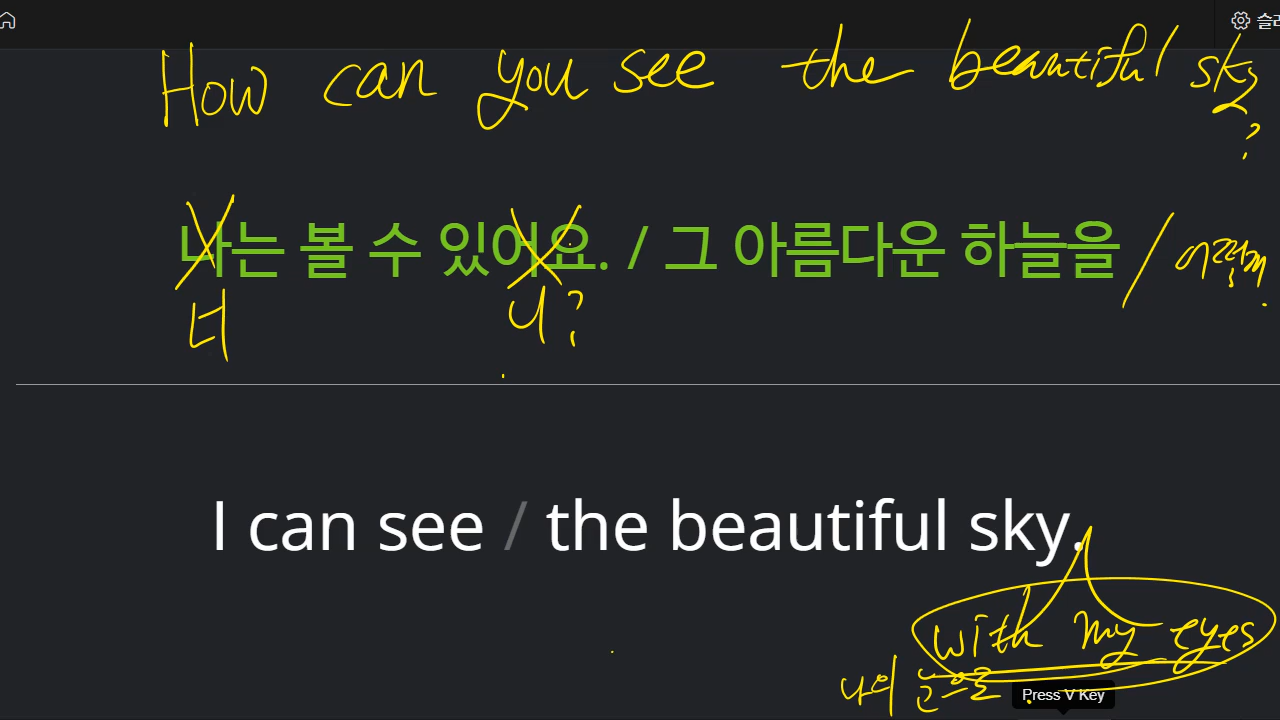 슬라
How can you see the beautiful sky
?
나는 볼 수 있어요. / 그 아름다운 하늘을 / 어떻게
너 니?
I can see / the beautiful sky.
with my eyes
나의 눈으로
Press V Key